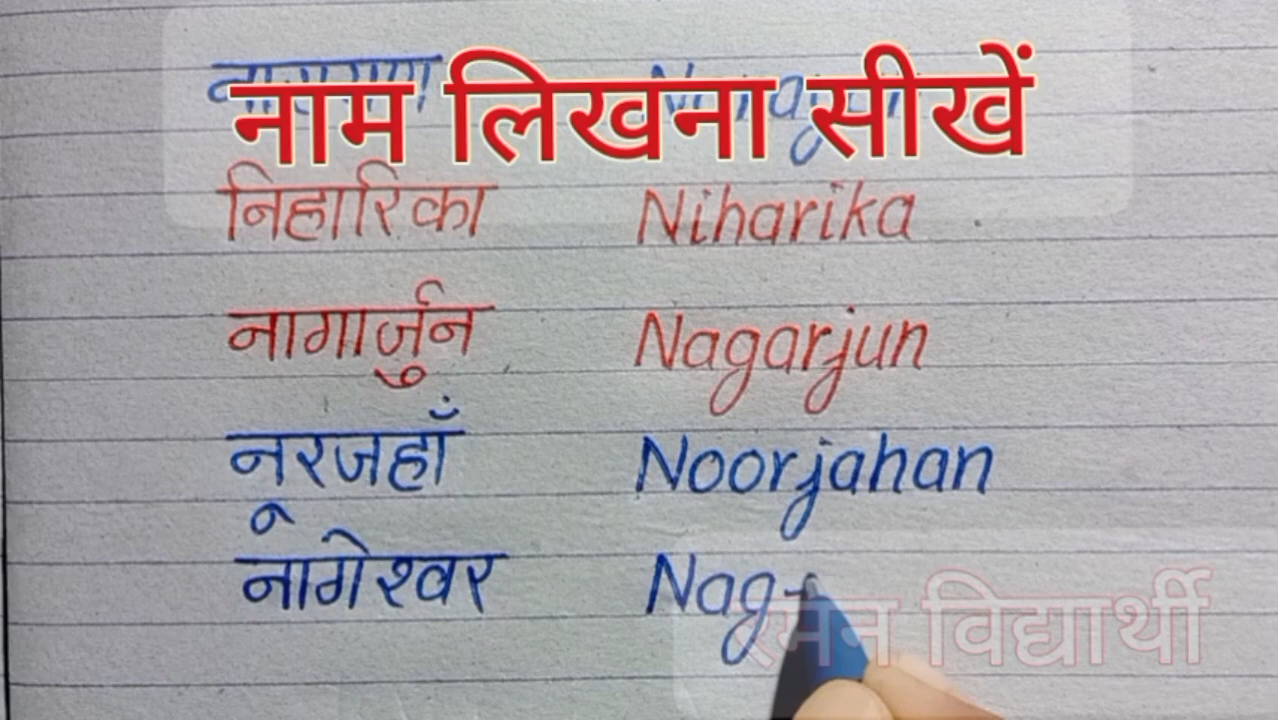 नाम लिखना सीखें
निहारिका Niharika
नागार्जुन Nagarjun
नूरजहाँ Noorjahan
नागेश्वर Nag
रमन विद्यार्थी